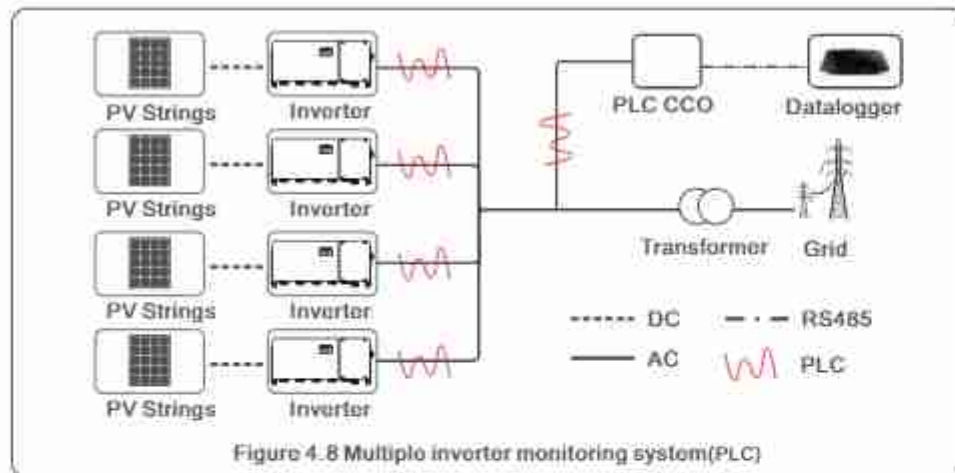 PV Strings
Inverter
PV Strings
Inverter
PV Strings
Inverter
PV Strings
Inverter
PLC CCO
Datalogger
Transformer
Grid
DC
RS485
AC
PLC
Figure 4.8 Multiple inverter monitoring system(PLC)